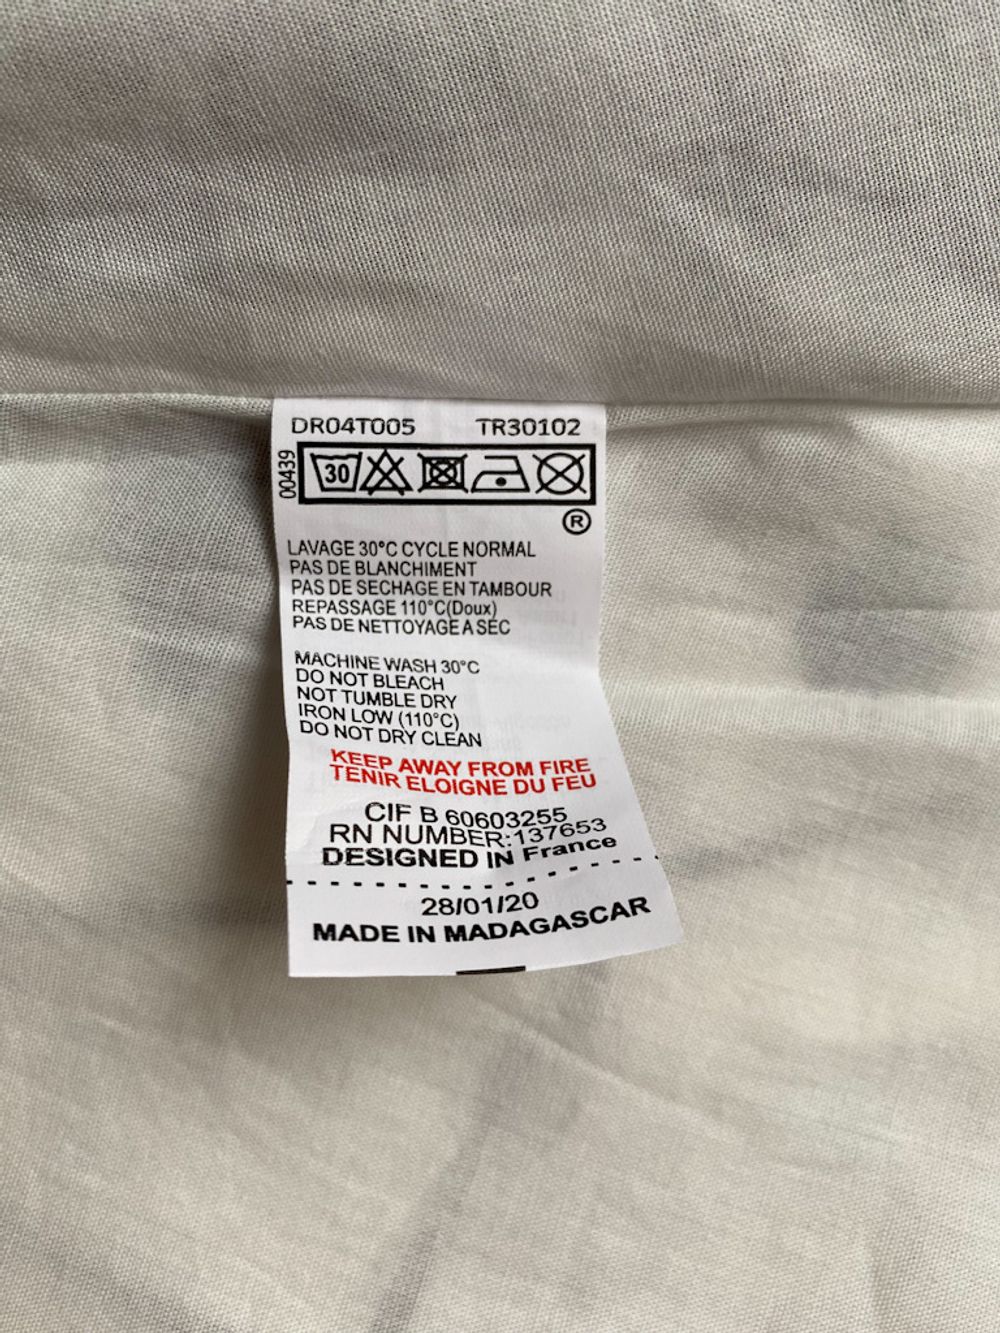 DR04T005 TR30102
00439
30
®
LAVAGE 30°C CYCLE NORMAL
PAS DE BLANCHIMENT
PAS DE SECHAGE EN TAMBOUR
REPASSAGE 110°C(Doux)
PAS DE NETTOYAGE A SEC
MACHINE WASH 30°C
DO NOT BLEACH
NOT TUMBLE DRY
IRON LOW (110°C)
DO NOT DRY CLEAN
KEEP AWAY FROM FIRE
TENIR ELOIGNE DU FEU
CIF B 60603255
RN NUMBER:137653
DESIGNED IN France
28/01/20
MADE IN MADAGASCAR